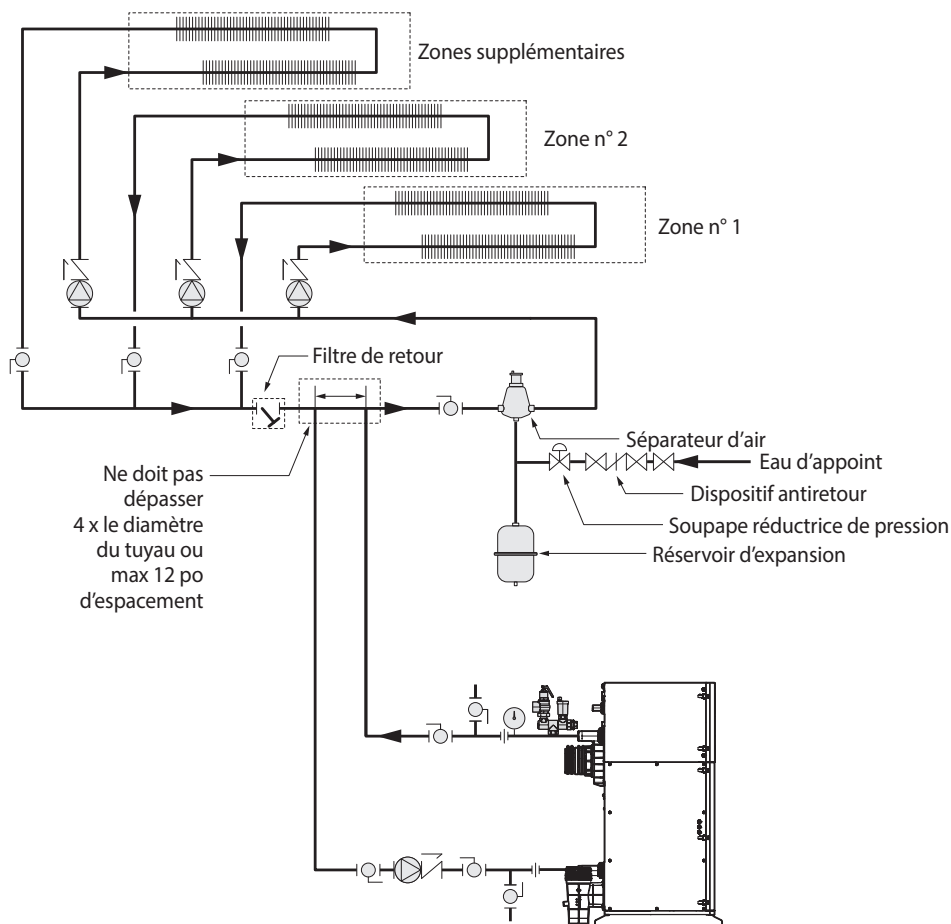 Zones supplémentaires
Zone n° 2
Zone n° 1
Filtre de retour
Séparateur d'air
Eau d'appoint
Dispositif antiretour
Soupape réductrice de pression
Réservoir d'expansion
Ne doit pas
dépasser
4 x le diamètre
du tuyau ou
max 12 po
d'espacement